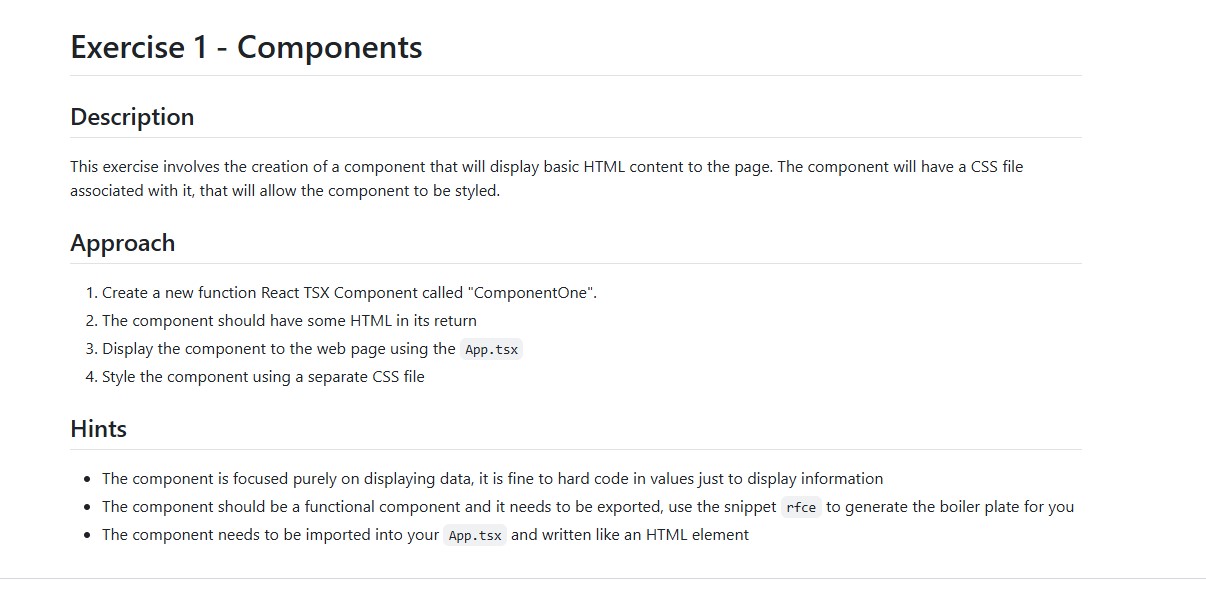 Exercise 1 - Components
Description
This exercise involves the creation of a component that will display basic HTML content to the page. The component will have a CSS file
associated with it, that will allow the component to be styled.
Approach
1. Create a new function React TSX Component called "ComponentOne".
2. The component should have some HTML in its return
3. Display the component to the web page using the App.tsx
4. Style the component using a separate CSS file
Hints
• The component is focused purely on displaying data, it is fine to hard code in values just to display information
• The component should be a functional component and it needs to be exported, use the snippet rfce to generate the boiler plate for you
• The component needs to be imported into your App.tsx and written like an HTML element